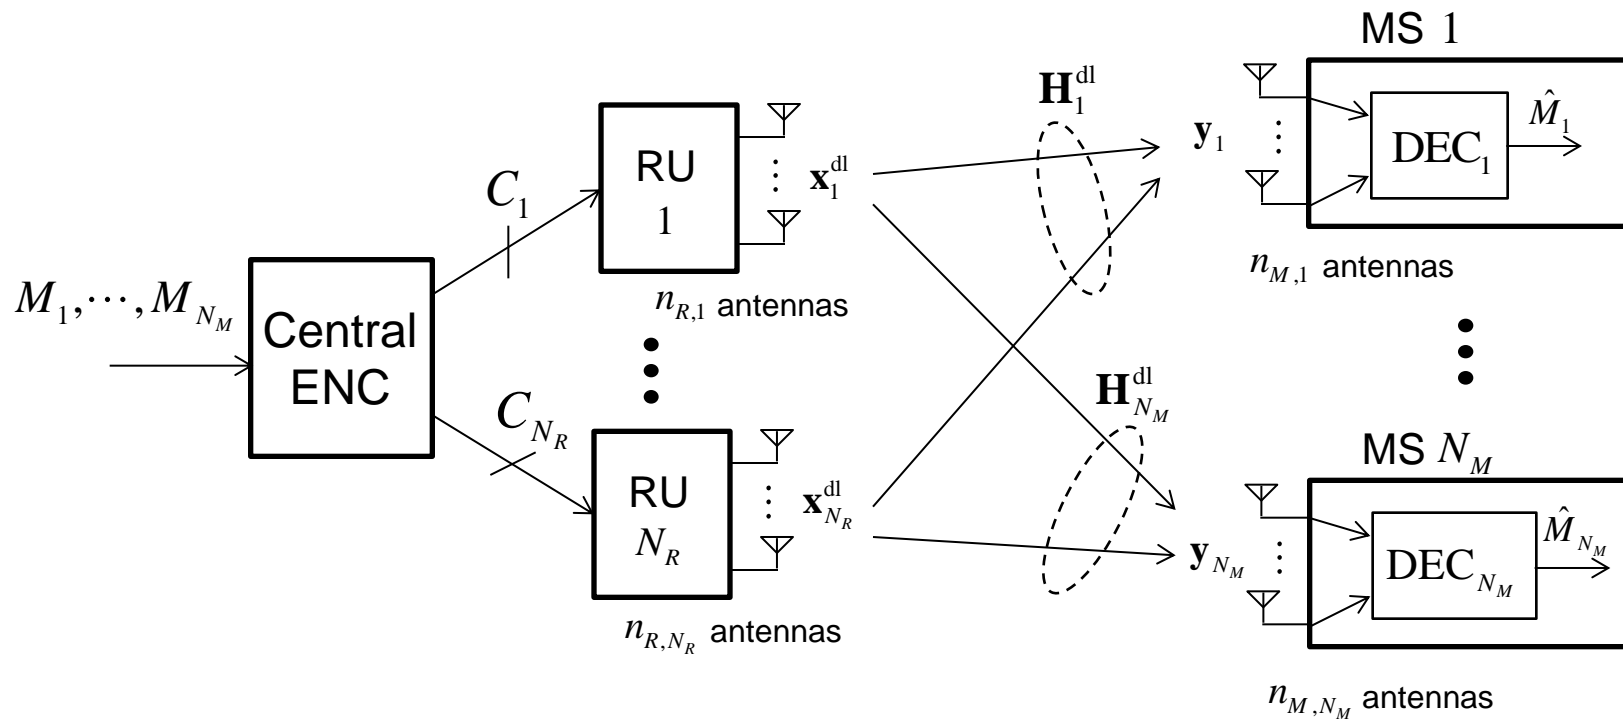 MS 1
H_1^{dl}
\hat{M}_1
RU 1
x_1^{dl}
y_1
DEC_1
C_1
n_{R,1} antennas
n_{M,1} antennas
M_1, ⋯, M_{N_M}
Central ENC
H_{N_M}^{dl}
C_{N_R}
MS N_M
RU N_R
x_{N_R}^{dl}
y_{N_M}
DEC_{N_M}
\hat{M}_{N_M}
n_{R,N_R} antennas
n_{M,N_M} antennas